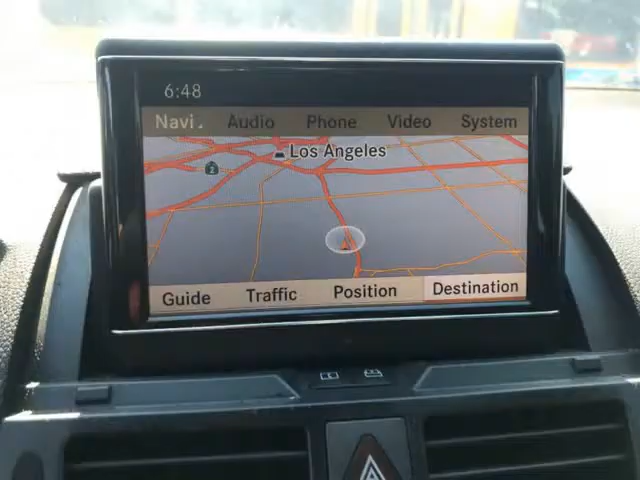 6:48
Navi Audio Phone Video System
Los Angeles
Guide Traffic Position Destination